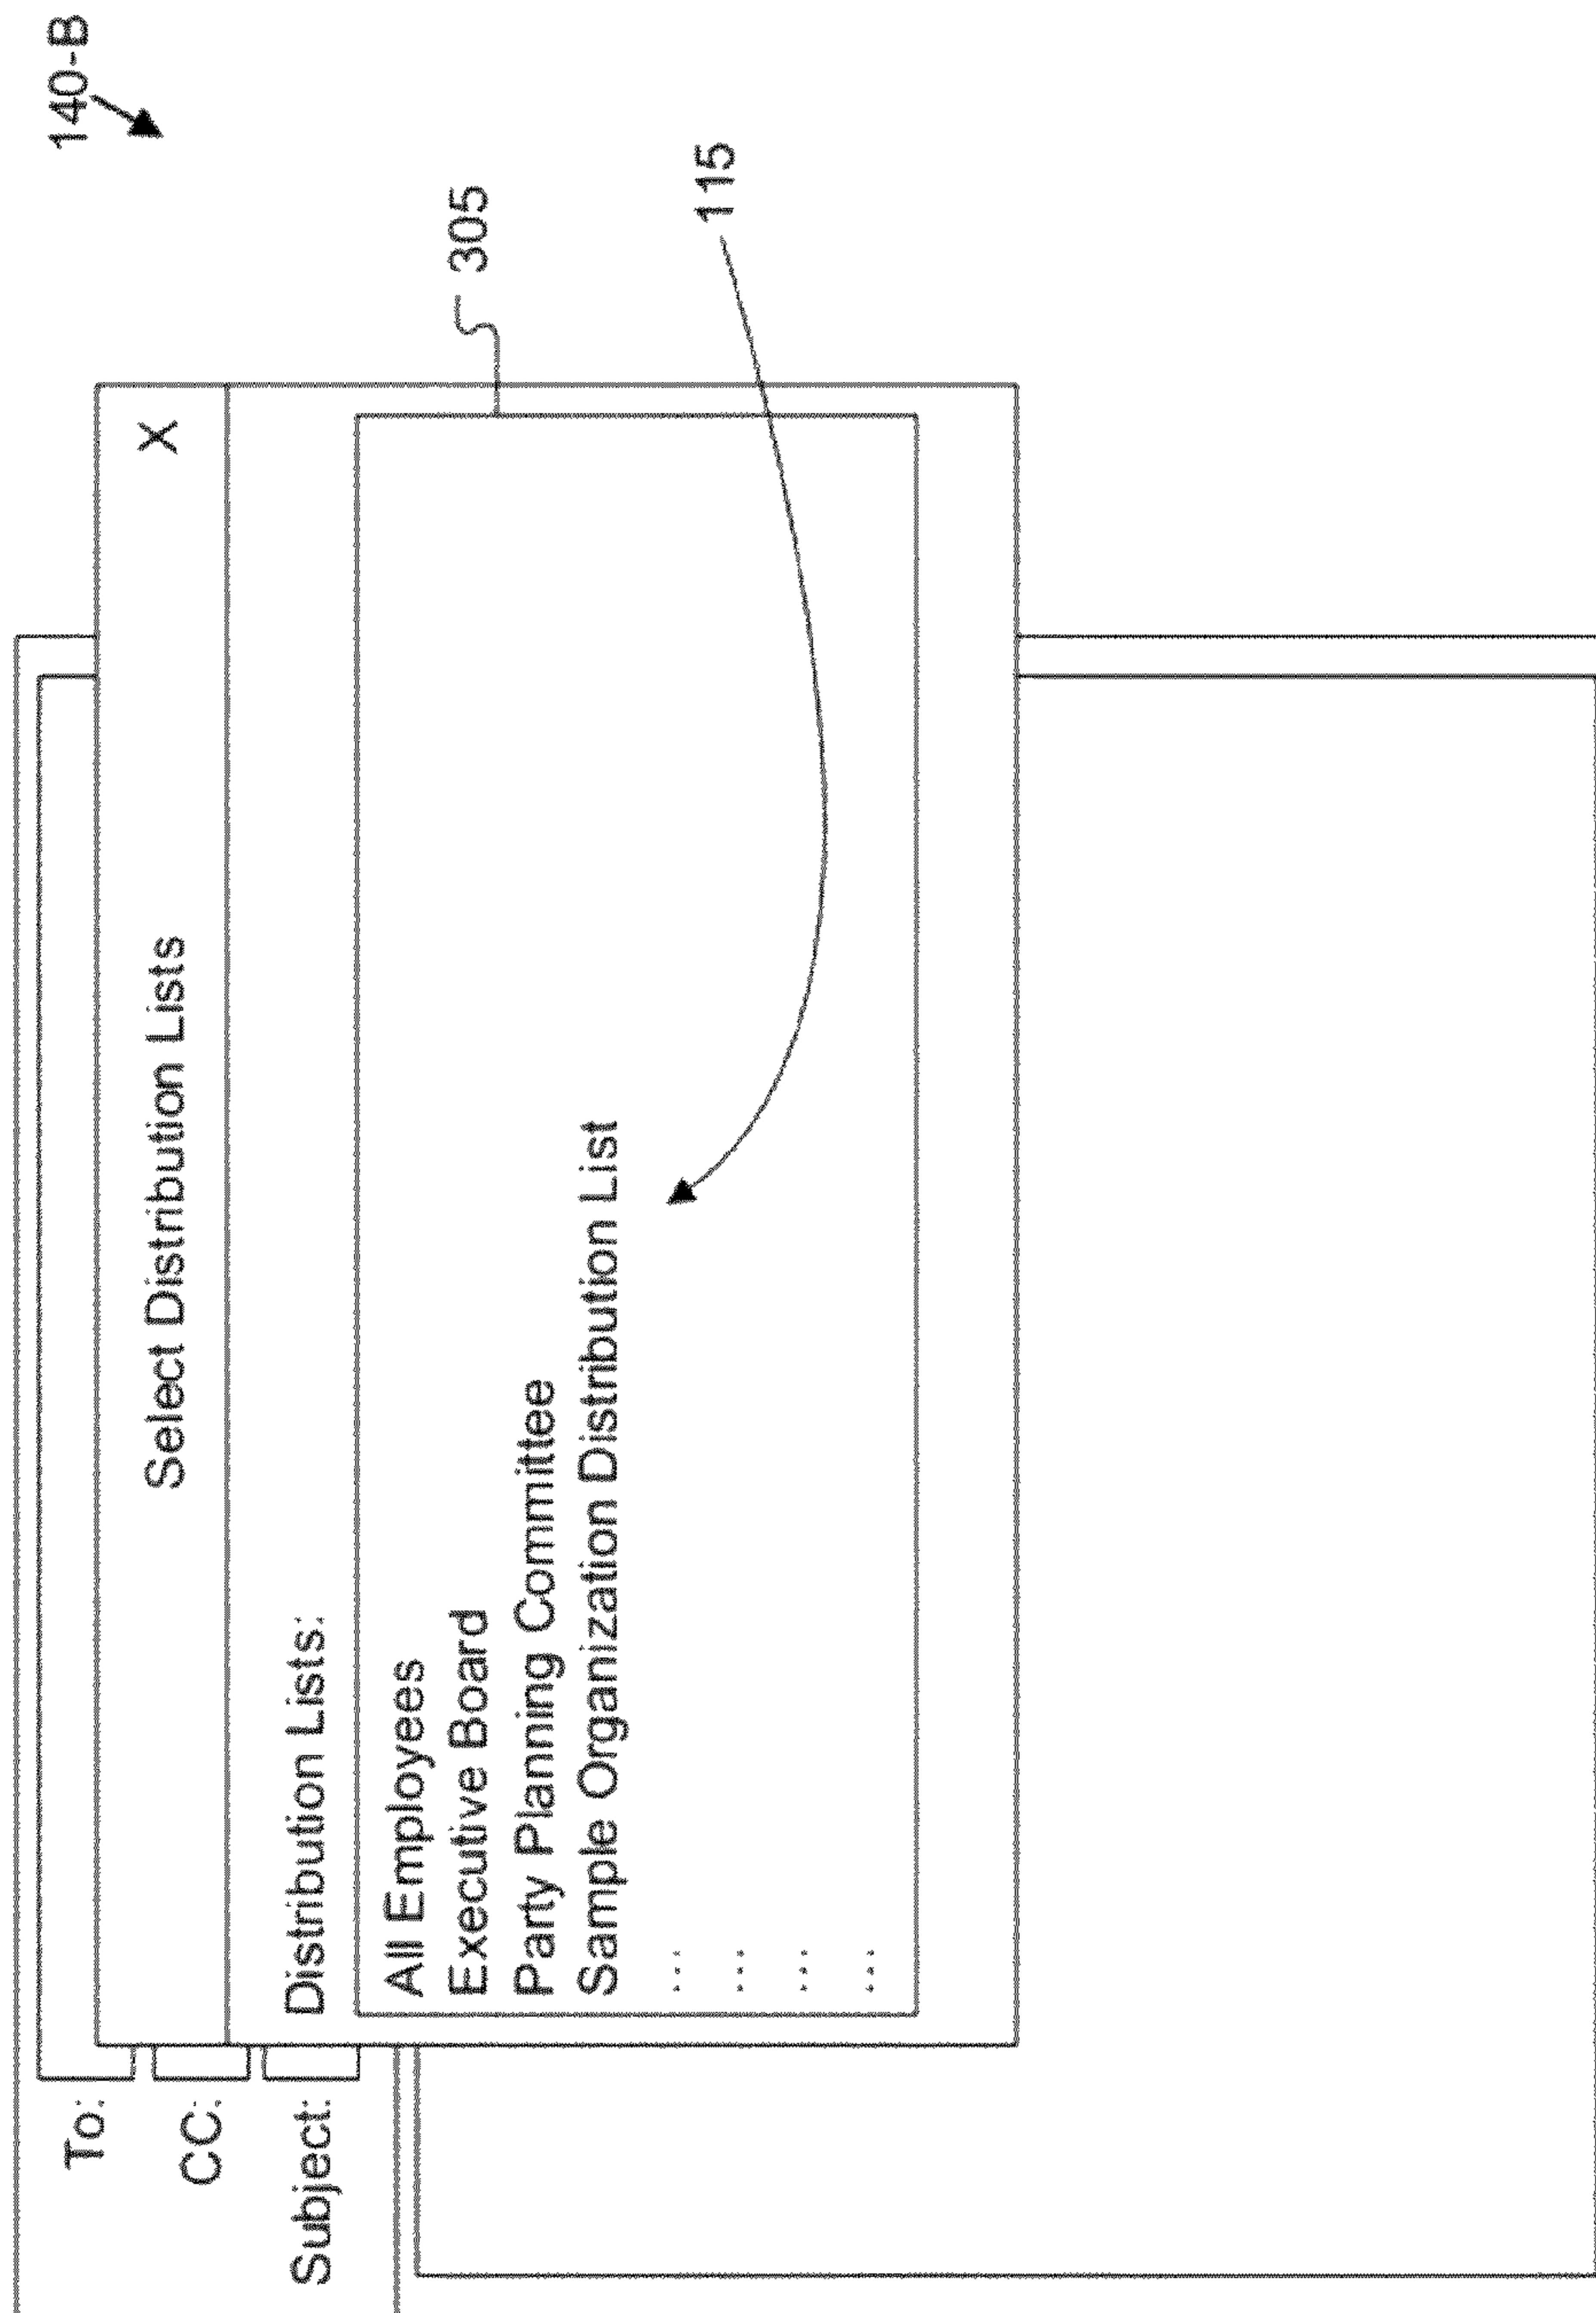 140-B
To:
Select Distribution Lists
X
CC:
Subject:
Distribution Lists:
305
All Employees
Executive Board
Party Planning Committee
Sample Organization Distribution List
115
...
...
...
...